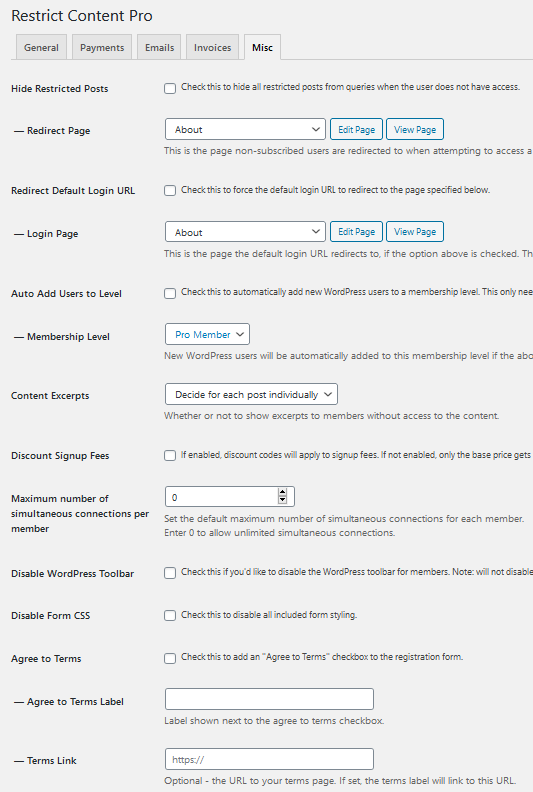 Restrict Content Pro
General Payments Emails Invoices Misc
Hide Restricted Posts Check this to hide all restricted posts from queries when the user does not have access.
— Redirect Page About Edit Page View Page
This is the page non-subscribed users are redirected to when attempting to access a
Redirect Default Login URL Check this to force the default login URL to redirect to the page specified below.
— Login Page About Edit Page View Page
This is the page the default login URL redirects to, if the option above is checked. Th
Auto Add Users to Level Check this to automatically add new WordPress users to a membership level. This only nee
— Membership Level Pro Member
New WordPress users will be automatically added to this membership level if the abo
Content Excerpts Decide for each post individually
Whether or not to show excerpts to members without access to the content.
Discount Signup Fees If enabled, discount codes will apply to signup fees. If not enabled, only the base price gets
Maximum number of
simultaneous connections per
member
0
Set the default maximum number of simultaneous connections for each member.
Enter 0 to allow unlimited simultaneous connections.
Disable WordPress Toolbar Check this if you'd like to disable the WordPress toolbar for members. Note: will not disable
Disable Form CSS Check this to disable all included form styling.
Agree to Terms Check this to add an "Agree to Terms" checkbox to the registration form.
— Agree to Terms Label
Label shown next to the agree to terms checkbox.
— Terms Link https://
Optional - the URL to your terms page. If set, the terms label will link to this URL.